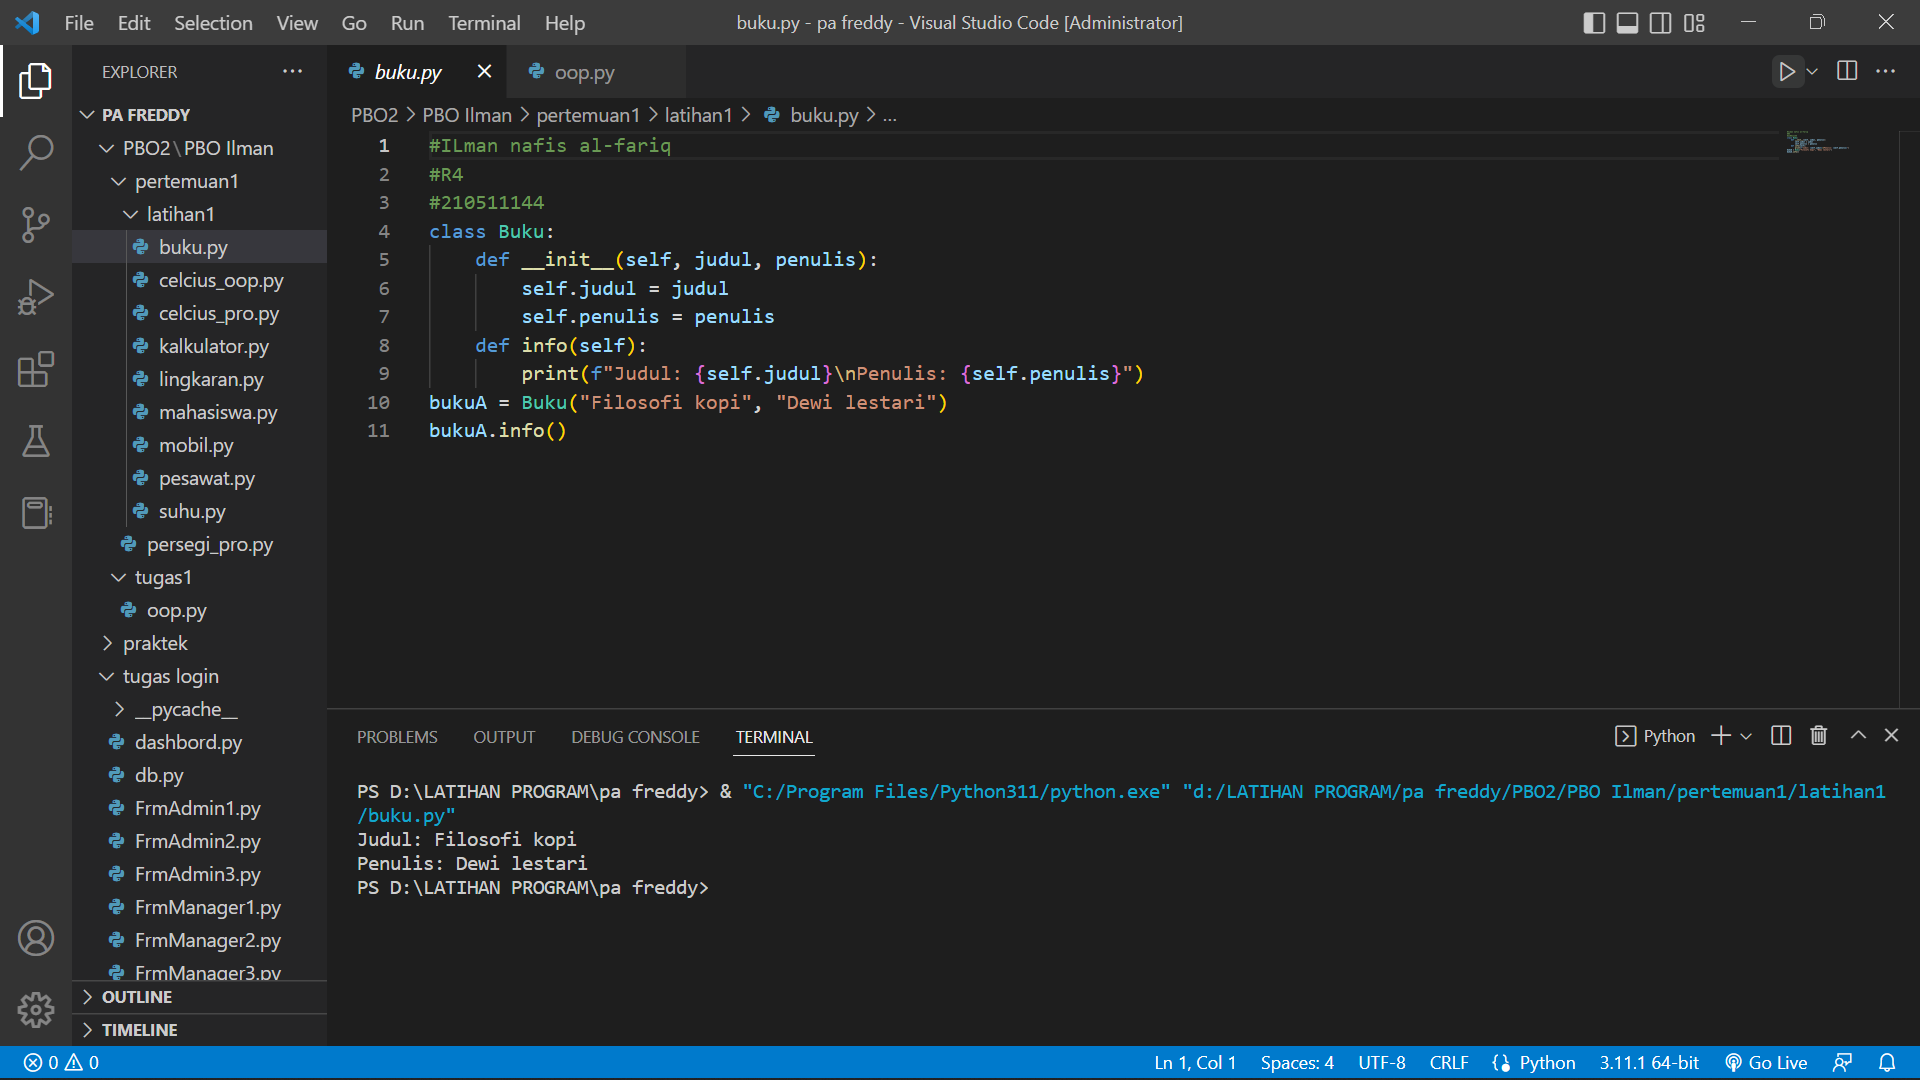 File Edit Selection View Go Run Terminal Help
buku.py - pa freddy - Visual Studio Code [Administrator]
EXPLORER
PA FREDDY
PBO2\PBO Ilman
pertemuan1
latihan1
buku.py
celcius_oop.py
celcius_pro.py
kalkulator.py
lingkaran.py
mahasiswa.py
mobil.py
pesawat.py
suhu.py
persegi_pro.py
tugas1
oop.py
praktek
tugas login
__pycache__
dashbord.py
db.py
FrmAdmin1.py
FrmAdmin2.py
FrmAdmin3.py
FrmManager1.py
FrmManager2.py
FrmManager3.py
OUTLINE
TIMELINE
buku.py oop.py
PBO2 > PBO Ilman > pertemuan1 > latihan1 > buku.py > ...
1 #ILman nafis al-fariq
2 #R4
3 #210511144
4 class Buku:
5 def __init__(self, judul, penulis):
6 self.judul = judul
7 self.penulis = penulis
8 def info(self):
9 print(f"Judul: {self.judul}\nPenulis: {self.penulis}")
10 bukuA = Buku("Filosofi kopi", "Dewi lestari")
11 bukuA.info()
PROBLEMS OUTPUT DEBUG CONSOLE TERMINAL
Python
PS D:\LATIHAN PROGRAM\pa freddy> & "C:/Program Files/Python311/python.exe" "d:/LATIHAN PROGRAM/pa freddy/PBO2/PBO Ilman/pertemuan1/latihan1
/buku.py"
Judul: Filosofi kopi
Penulis: Dewi lestari
PS D:\LATIHAN PROGRAM\pa freddy>
0 0 Ln 1, Col 1 Spaces: 4 UTF-8 CRLF Python 3.11.1 64-bit Go Live